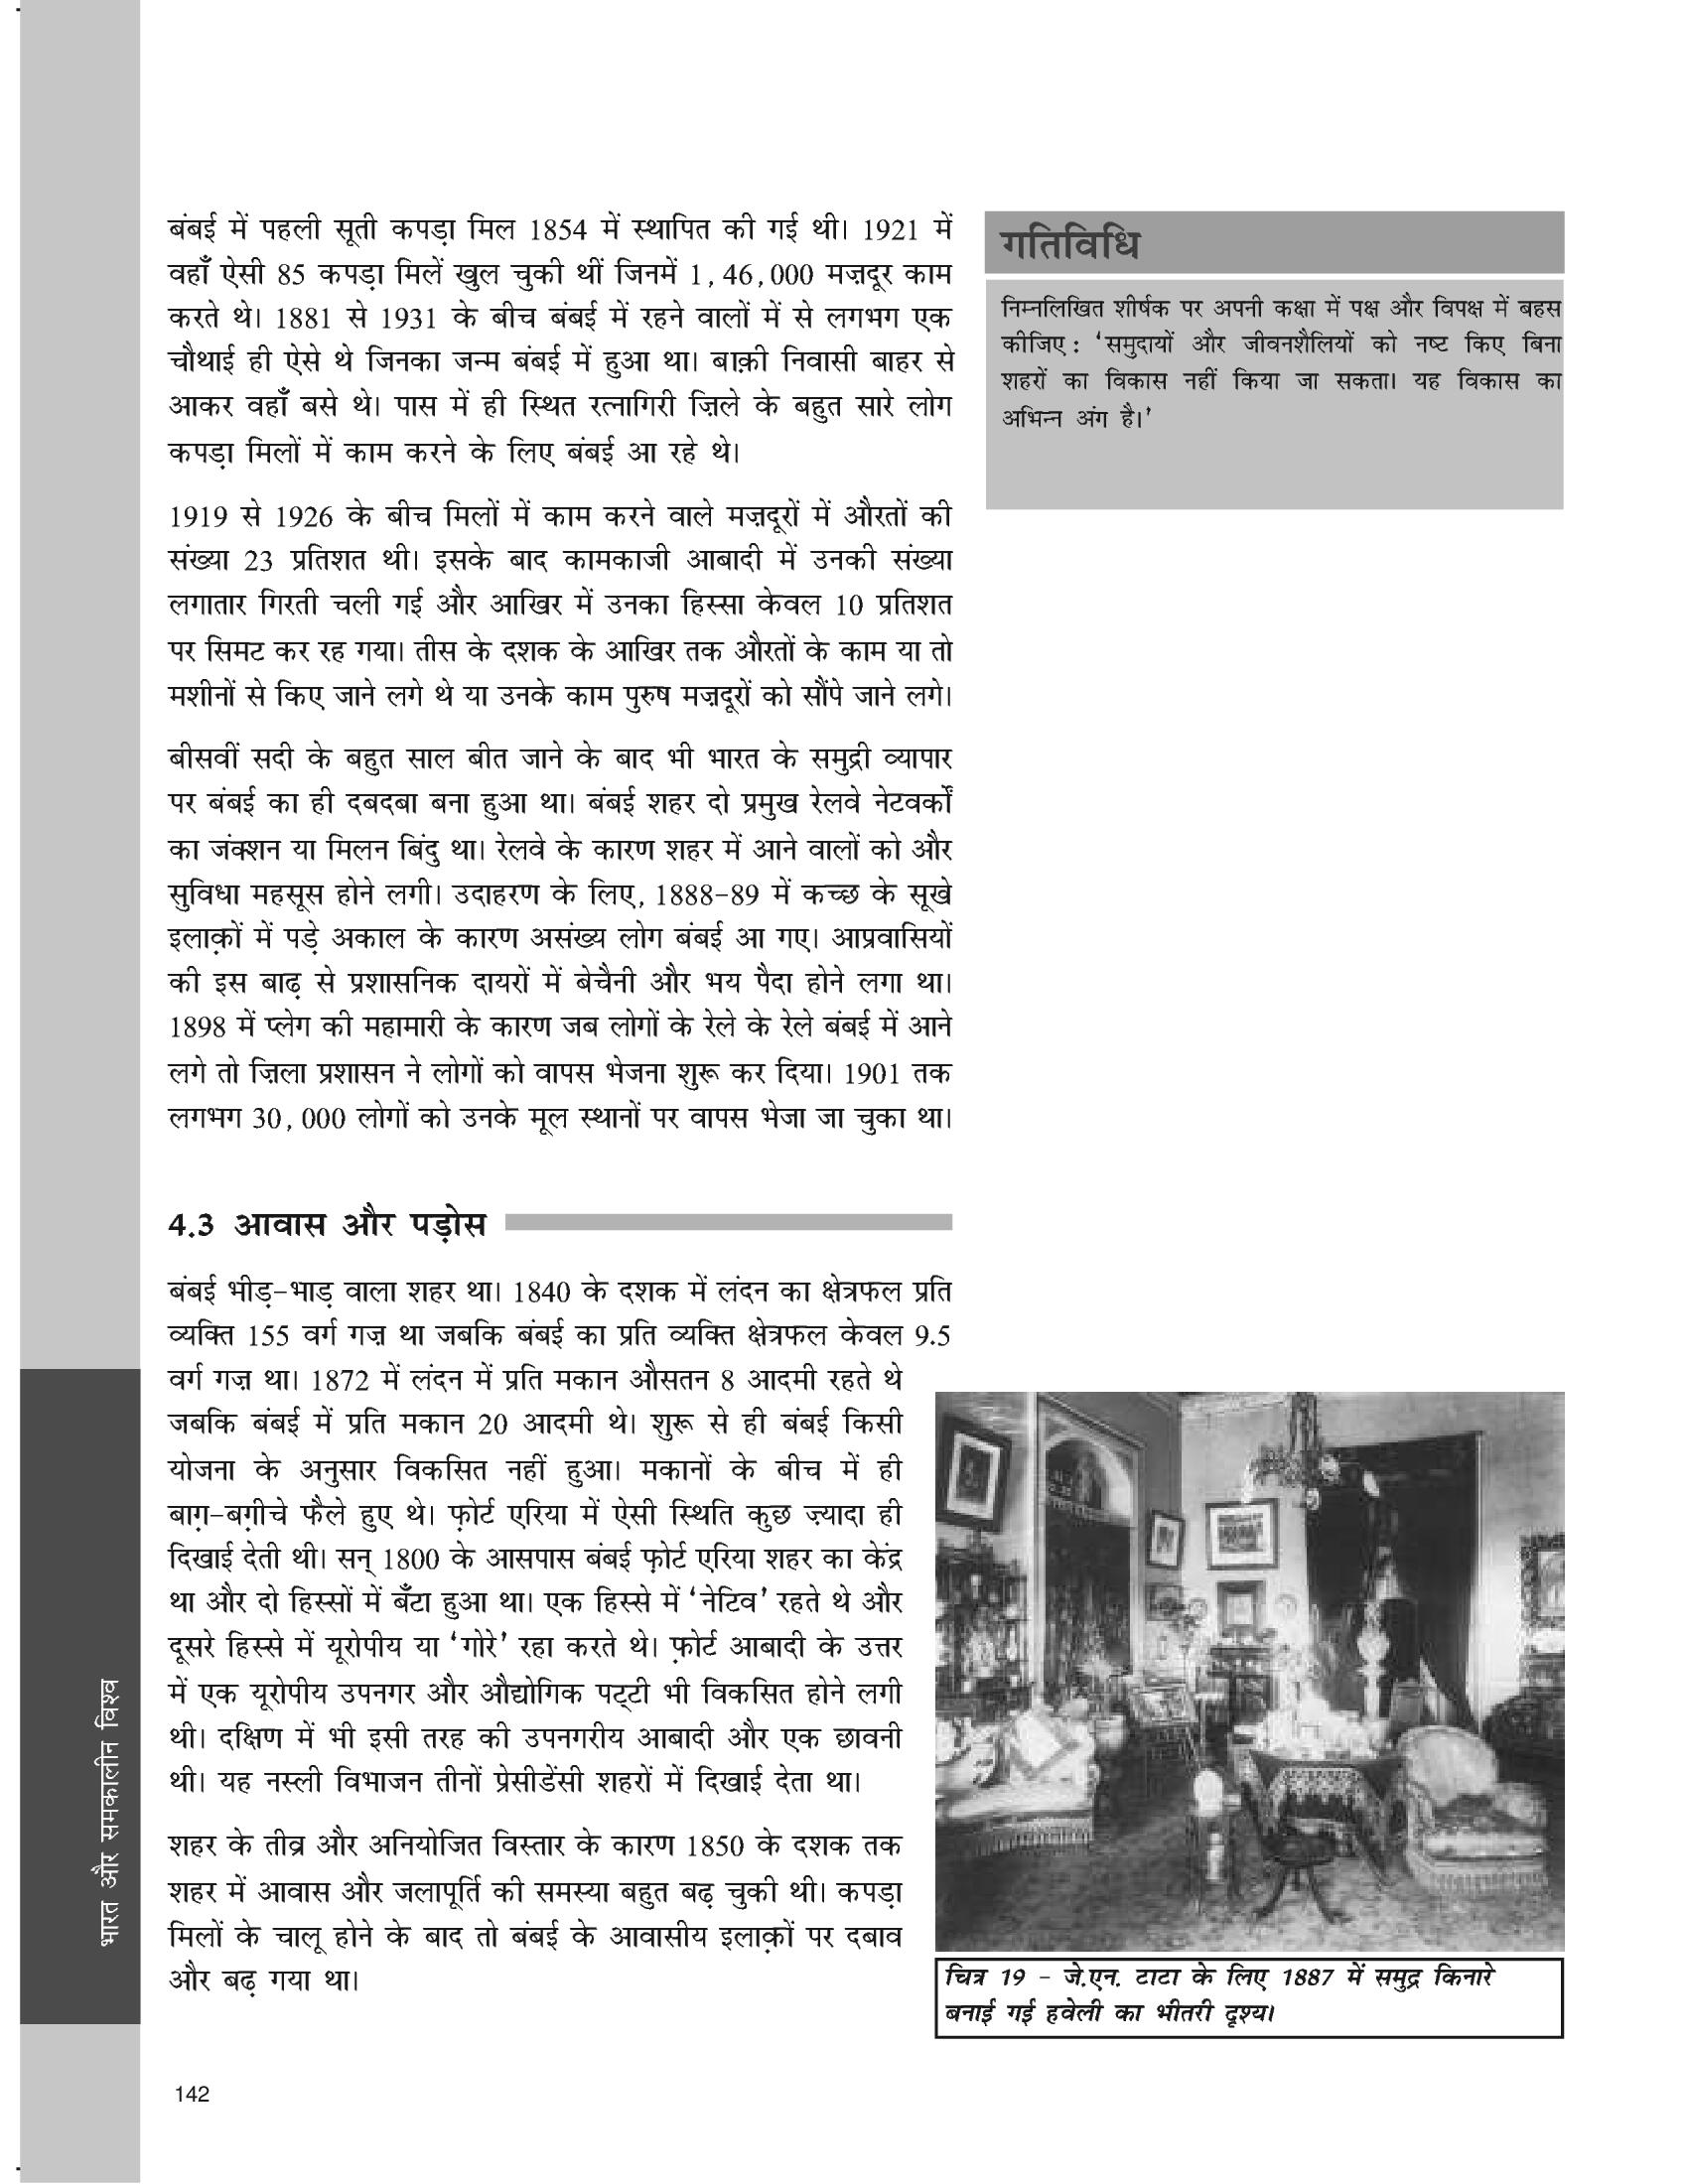 बंबई में पहली सूती कपड़ा मिल 1854 में स्थापित की गई थी। 1921 में
वहाँ ऐसी 85 कपड़ा मिलें खुल चुकी थीं जिनमें 1,46,000 मज़दूर काम
करते थे। 1881 से 1931 के बीच बंबई में रहने वालों में से लगभग एक
चौथाई ही ऐसे थे जिनका जन्म बंबई में हुआ था। बाक़ी निवासी बाहर से
आकर वहाँ बसे थे। पास में ही स्थित रत्नागिरी ज़िले के बहुत सारे लोग
कपड़ा मिलों में काम करने के लिए बंबई आ रहे थे।
1919 से 1926 के बीच मिलों में काम करने वाले मज़दूरों में औरतों की
संख्या 23 प्रतिशत थी। इसके बाद कामकाजी आबादी में उनकी संख्या
लगातार गिरती चली गई और आखिर में उनका हिस्सा केवल 10 प्रतिशत
पर सिमट कर रह गया। तीस के दशक के आखिर तक औरतों के काम या तो
मशीनों से किए जाने लगे थे या उनके काम पुरुष मज़दूरों को सौंपे जाने लगे।
बीसवीं सदी के बहुत साल बीत जाने के बाद भी भारत के समुद्री व्यापार
पर बंबई का ही दबदबा बना हुआ था। बंबई शहर दो प्रमुख रेलवे नेटवर्कों
का जंक्शन या मिलन बिंदु था। रेलवे के कारण शहर में आने वालों को और
सुविधा महसूस होने लगी। उदाहरण के लिए, 1888-89 में कच्छ के सूखे
इलाक़ों में पड़े अकाल के कारण असंख्य लोग बंबई आ गए। आप्रवासियों
की इस बाढ़ से प्रशासनिक दायरों में बेचैनी और भय पैदा होने लगा था।
1898 में प्लेग की महामारी के कारण जब लोगों के रेले के रेले बंबई में आने
लगे तो ज़िला प्रशासन ने लोगों को वापस भेजना शुरू कर दिया। 1901 तक
लगभग 30,000 लोगों को उनके मूल स्थानों पर वापस भेजा जा चुका था।
4.3 आवास और पड़ोस
बंबई भीड़-भाड़ वाला शहर था। 1840 के दशक में लंदन का क्षेत्रफल प्रति
व्यक्ति 155 वर्ग गज़ था जबकि बंबई का प्रति व्यक्ति क्षेत्रफल केवल 9.5
वर्ग गज़ था। 1872 में लंदन में प्रति मकान औसतन 8 आदमी रहते थे
जबकि बंबई में प्रति मकान 20 आदमी थे। शुरू से ही बंबई किसी
योजना के अनुसार विकसित नहीं हुआ। मकानों के बीच में ही
बाग़-बग़ीचे फैले हुए थे। फ़ोर्ट एरिया में ऐसी स्थिति कुछ ज़्यादा ही
दिखाई देती थी। सन् 1800 के आसपास बंबई फ़ोर्ट एरिया शहर का केंद्र
था और दो हिस्सों में बँटा हुआ था। एक हिस्से में ‘नेटिव’ रहते थे और
दूसरे हिस्से में यूरोपीय या ‘गोरे’ रहा करते थे। फ़ोर्ट आबादी के उत्तर
में एक यूरोपीय उपनगर और औद्योगिक पट्टी भी विकसित होने लगी
थी। दक्षिण में भी इसी तरह की उपनगरीय आबादी और एक छावनी
थी। यह नस्ली विभाजन तीनों प्रेसीडेंसी शहरों में दिखाई देता था।
शहर के तीव्र और अनियोजित विस्तार के कारण 1850 के दशक तक
शहर में आवास और जलापूर्ति की समस्या बहुत बढ़ चुकी थी। कपड़ा
मिलों के चालू होने के बाद तो बंबई के आवासीय इलाक़ों पर दबाव
और बढ़ गया था।
गतिविधि
निम्नलिखित शीर्षक पर अपनी कक्षा में पक्ष और विपक्ष में बहस
कीजिए : ‘समुदायों और जीवनशैलियों को नष्ट किए बिना
शहरों का विकास नहीं किया जा सकता। यह विकास का
अभिन्न अंग है।’
चित्र 19 - जे.एन. टाटा के लिए 1887 में समुद्र किनारे
बनाई गई हवेली का भीतरी दृश्य।
भारत और समकालीन विश्व
142